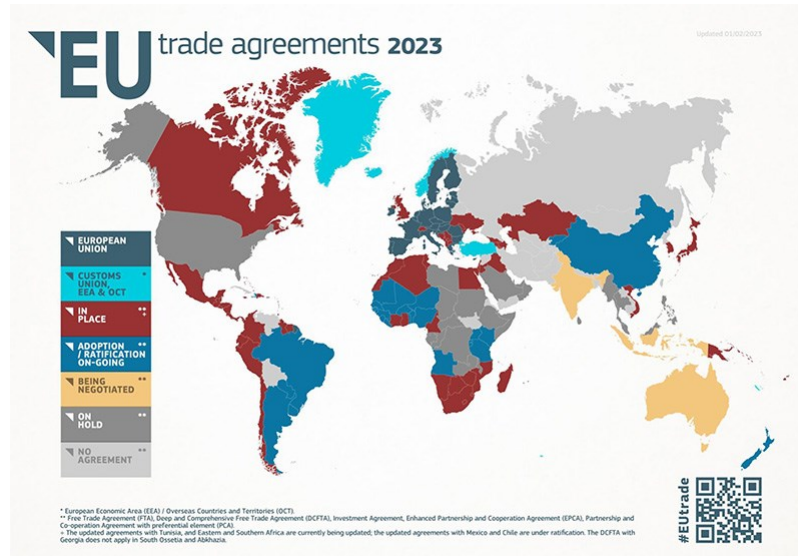 EU trade agreements 2023
Updated 01/02/2023
EUROPEAN
UNION
CUSTOMS *
UNION,
EEA & OCT
IN **
PLACE *
ADOPTION **
/ RATIFICATION
ON-GOING
BEING **
NEGOTIATED
ON **
HOLD
NO **
AGREEMENT
#EUtrade
* European Economic Area (EEA) / Overseas Countries and Territories (OCT).
** Free Trade Agreement (FTA), Deep and Comprehensive Free Trade Agreement (DCFTA), Investment Agreement, Enhanced Partnership and Cooperation Agreement (EPCA), Partnership and
Co-operation Agreement with preferential element (PCA).
÷ The updated agreements with Tunisia, and Eastern and Southern Africa are currently being updated; the updated agreements with Mexico and Chile are under ratification. The DCFTA with
Georgia does not apply in South Ossetia and Abkhazia.